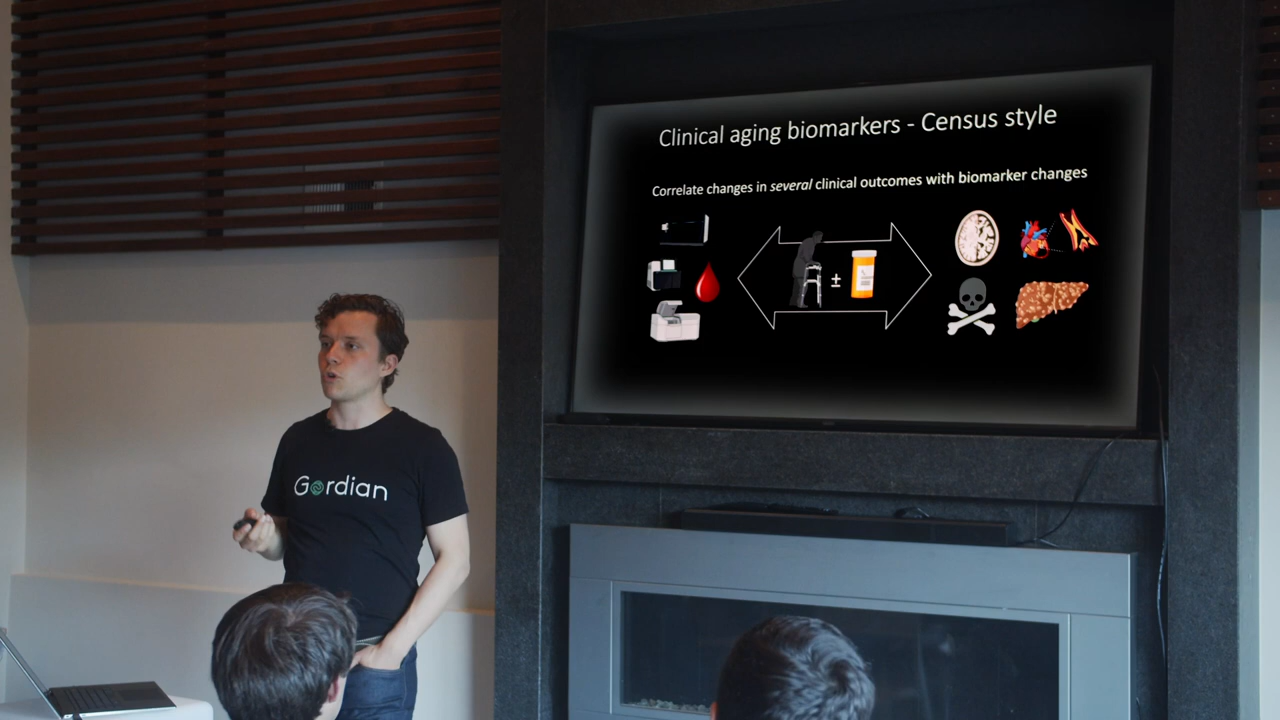 Clinical aging biomarkers - Census style
Correlate changes in several clinical outcomes with biomarker changes
±
Gordian